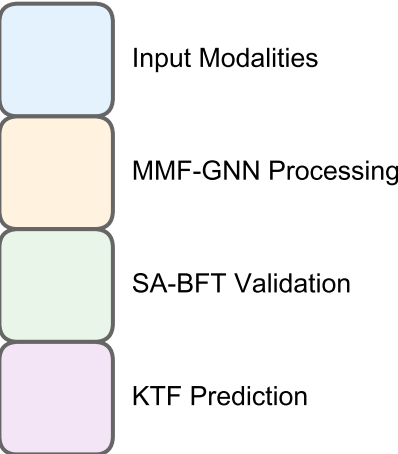 Input Modalities
MMF-GNN Processing
SA-BFT Validation
KTF Prediction